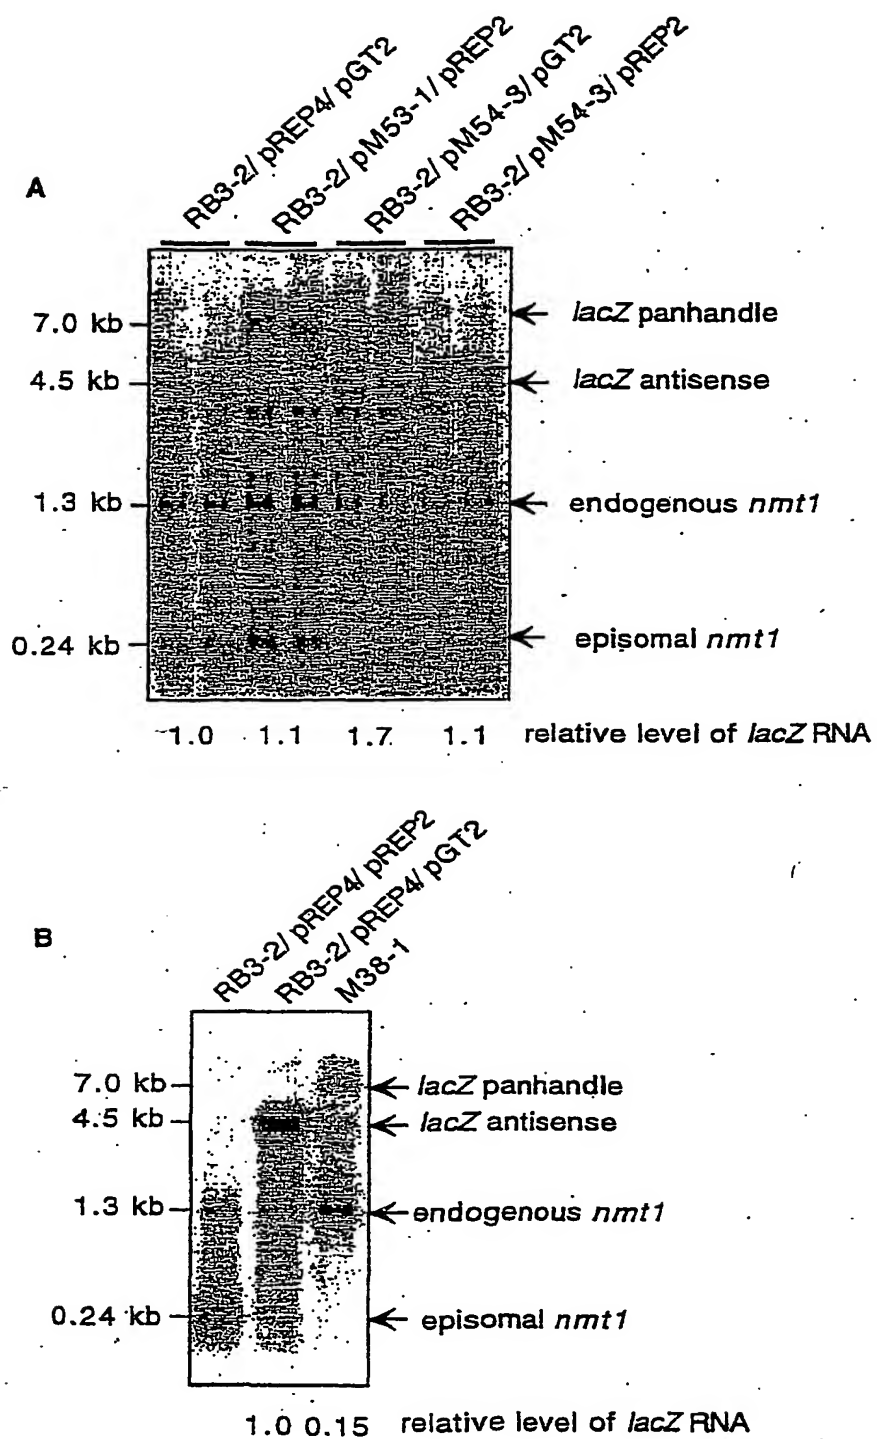 A
RB3-2/ pREP4/ pGT2
RB3-2/ pM53-1/ pREP2
RB3-2/ pM54-3/ pGT2
RB3-2/ pM54-3/ pREP2
7.0 kb
4.5 kb
1.3 kb
0.24 kb
lacZ panhandle
lacZ antisense
endogenous nmt1
episomal nmt1
1.0 1.1 1.7 1.1 relative level of lacZ RNA
B
RB3-2/ pREP4/ pREP2
RB3-2/ pREP4/ pGT2
M38-1
7.0 kb
4.5 kb
1.3 kb
0.24 kb
lacZ panhandle
lacZ antisense
endogenous nmt1
episomal nmt1
1.0 0.15 relative level of lacZ RNA